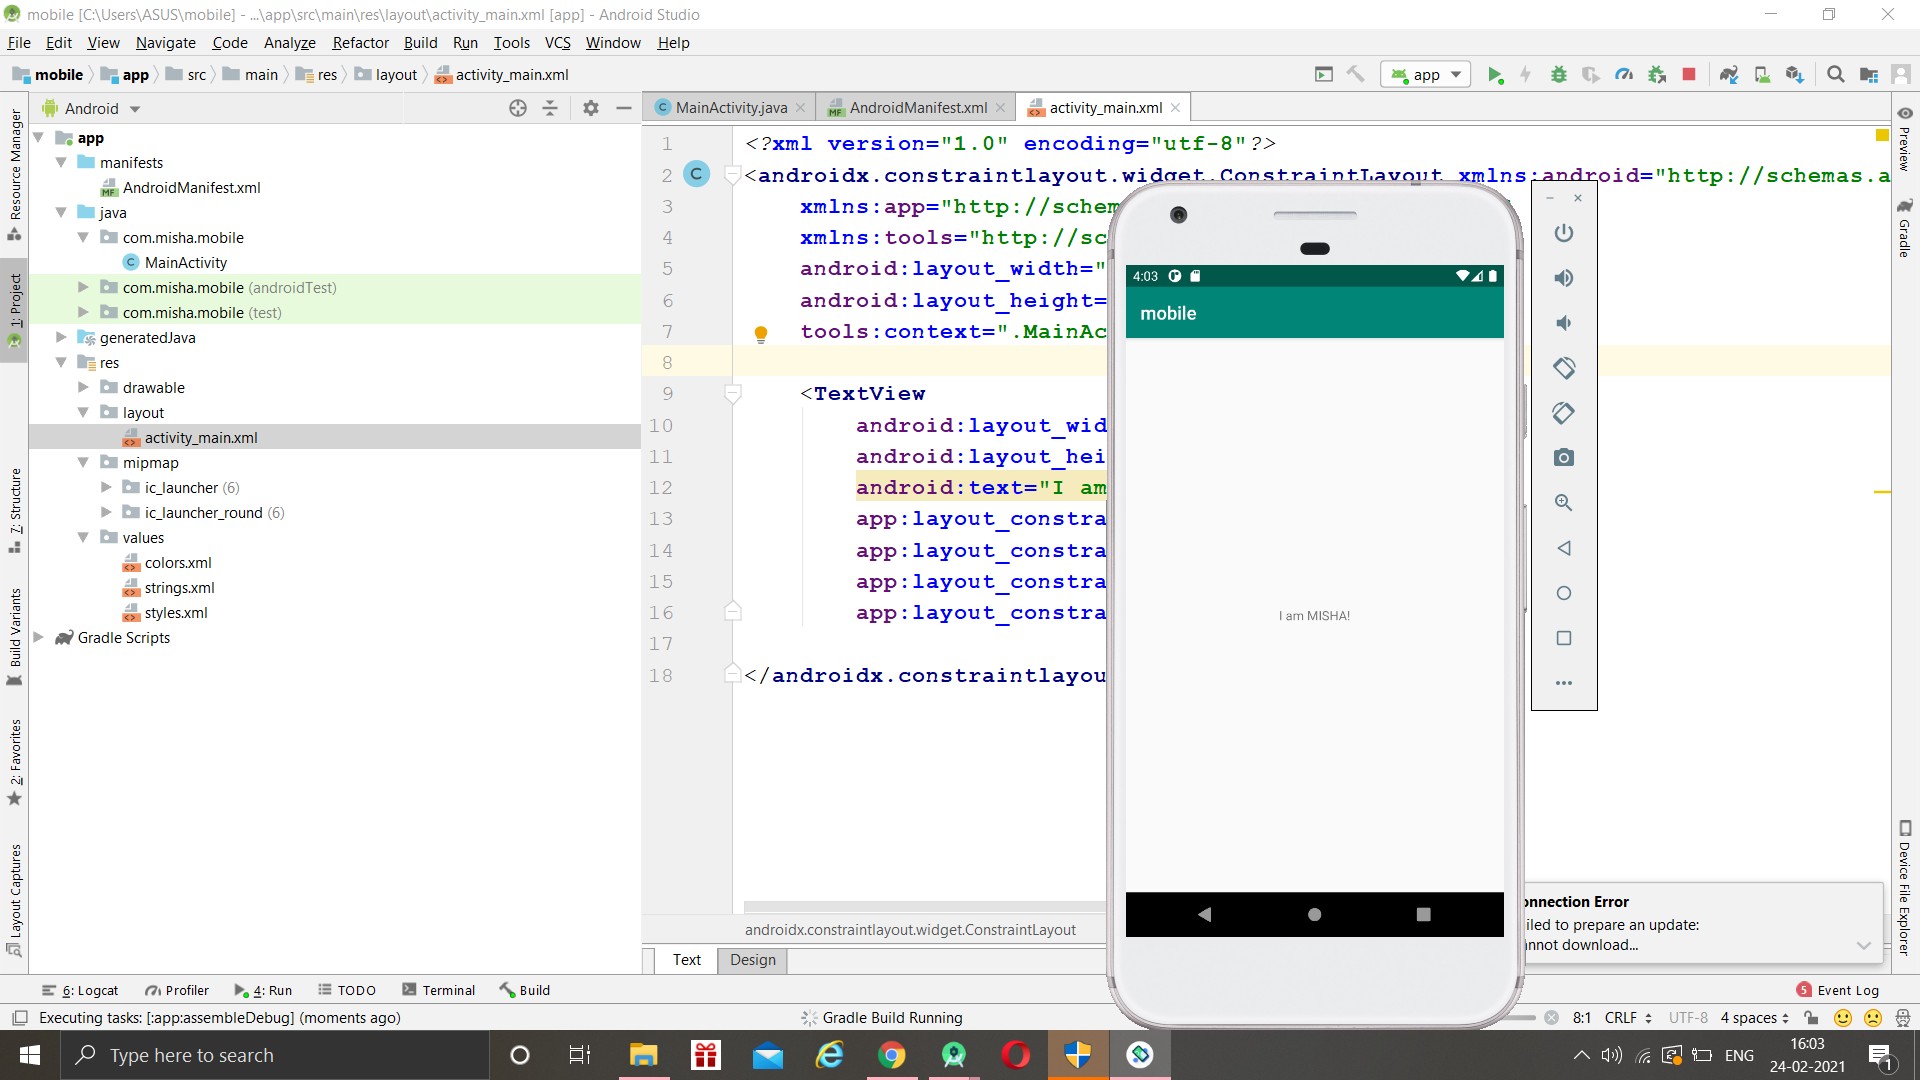 mobile [C:\Users\ASUS\mobile] - ...\app\src\main\res\layout\activity_main.xml [app] - Android Studio
File Edit View Navigate Code Analyze Refactor Build Run Tools VCS Window Help
mobile app src main res layout activity_main.xml
app
Android
MainActivity.java AndroidManifest.xml activity_main.xml
Resource Manager
1: Project
7: Structure
Build Variants
2: Favorites
Layout Captures
app
manifests
AndroidManifest.xml
java
com.misha.mobile
MainActivity
com.misha.mobile (androidTest)
com.misha.mobile (test)
generatedJava
res
drawable
layout
activity_main.xml
mipmap
ic_launcher (6)
ic_launcher_round (6)
values
colors.xml
strings.xml
styles.xml
Gradle Scripts
1 <?xml version="1.0" encoding="utf-8"?>
2 C <androidx.constraintlayout.widget.ConstraintLayout xmlns:android="http://schemas.a
3 xmlns:app="http://schem
4 xmlns:tools="http://sc
5 android:layout_width="
6 android:layout_height=
7 tools:context=".MainAc
8
9 <TextView
10 android:layout_wid
11 android:layout_hei
12 android:text="I am
13 app:layout_constra
14 app:layout_constra
15 app:layout_constra
16 app:layout_constra
17
18 </androidx.constraintlayou
androidx.constraintlayout.widget.ConstraintLayout
Text Design
4:03
mobile
I am MISHA!
Preview
Gradle
Device File Explorer
onnection Error
iled to prepare an update:
nnot download...
6: Logcat Profiler 4: Run TODO Terminal Build
5 Event Log
Executing tasks: [:app:assembleDebug] (moments ago)
Gradle Build Running
8:1 CRLF UTF-8 4 spaces
Type here to search
ENG
16:03
24-02-2021
1